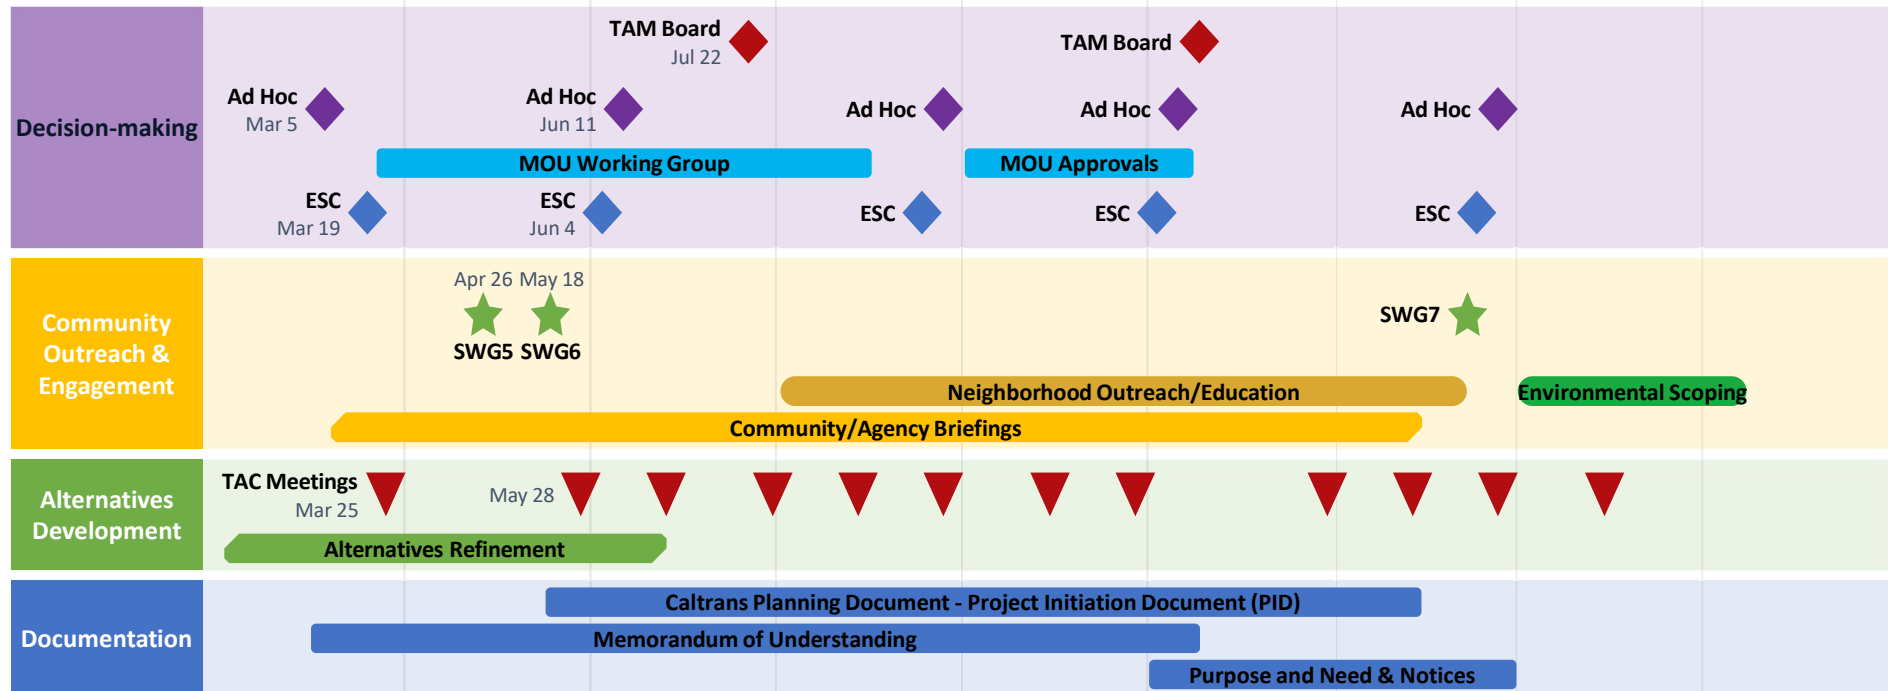 Decision-making
TAM Board
Jul 22
TAM Board
Ad Hoc
Mar 5
Ad Hoc
Jun 11
Ad Hoc
Ad Hoc
Ad Hoc
MOU Working Group
MOU Approvals
ESC
Mar 19
ESC
Jun 4
ESC
ESC
ESC
Community
Outreach &
Engagement
Apr 26 May 18
SWG5 SWG6
SWG7
Neighborhood Outreach/Education
Environmental Scoping
Community/Agency Briefings
Alternatives
Development
TAC Meetings
Mar 25
May 28
Alternatives Refinement
Documentation
Caltrans Planning Document - Project Initiation Document (PID)
Memorandum of Understanding
Purpose and Need & Notices